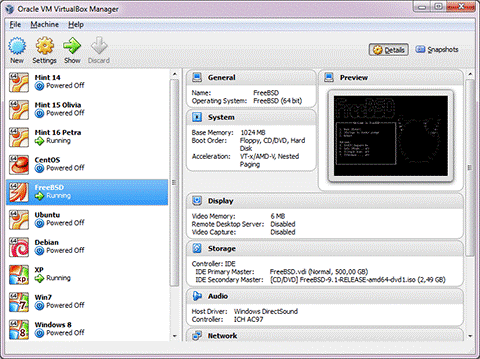 Oracle VM VirtualBox Manager
File Machine Help
New Settings Show Discard
Details Snapshots
Mint 14
Powered Off
Mint 15 Olivia
Powered Off
Mint 16 Petra
Running
CentOS
Powered Off
FreeBSD
Running
Ubuntu
Powered Off
Debian
Powered Off
XP
Running
Win7
Powered Off
Windows 8
Powered Off
General
Name: FreeBSD
Operating System: FreeBSD (64 bit)
System
Base Memory: 1024 MB
Boot Order: Floppy, CD/DVD, Hard
Disk
Acceleration: VT-x/AMD-V, Nested
Paging
Preview
FreeBSD
Display
Video Memory: 6 MB
Remote Desktop Server: Disabled
Video Capture: Disabled
Storage
Controller: IDE
IDE Primary Master: FreeBSD.vdi (Normal, 500,00 GB)
IDE Secondary Master: [CD/DVD] FreeBSD-9.1-RELEASE-amd64-dvd1.iso (2,49 GB)
Audio
Host Driver: Windows DirectSound
Controller: ICH AC97
Network